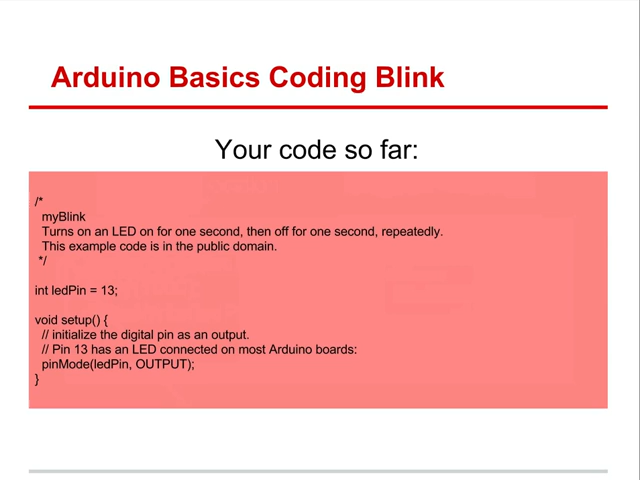 Arduino Basics Coding Blink
Your code so far:
/*
myBlink
Turns on an LED on for one second, then off for one second, repeatedly.
This example code is in the public domain.
*/
int ledPin = 13;
void setup() {
// initialize the digital pin as an output.
// Pin 13 has an LED connected on most Arduino boards:
pinMode(ledPin, OUTPUT);
}